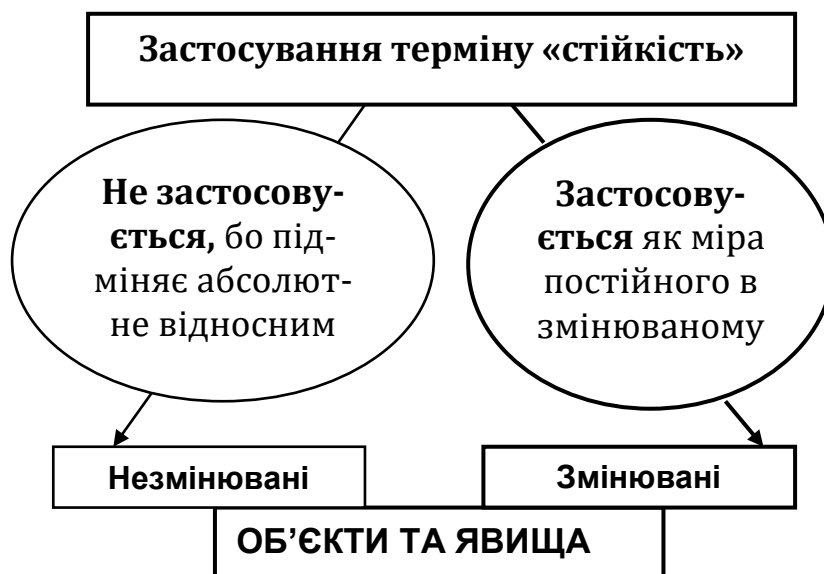 Застосування терміну «стійкість»
Не застосову-
ється, бо під-
міняє абсолют-
не відносним
Застосову-
ється як міра
постійного в
змінюваному
Незмінювані
Змінювані
ОБ’ЄКТИ ТА ЯВИЩА